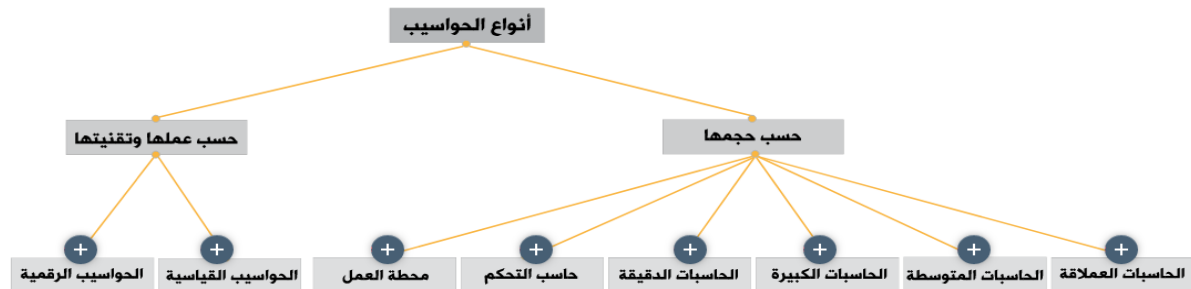 أنواع الحواسيب
حسب حجمها
حسب عملها وتقنيتها
الحاسبات العملاقة
الحاسبات المتوسطة
الحاسبات الكبيرة
الحاسبات الدقيقة
حاسب التحكم
محطة العمل
الحواسيب القياسية
الحواسيب الرقمية